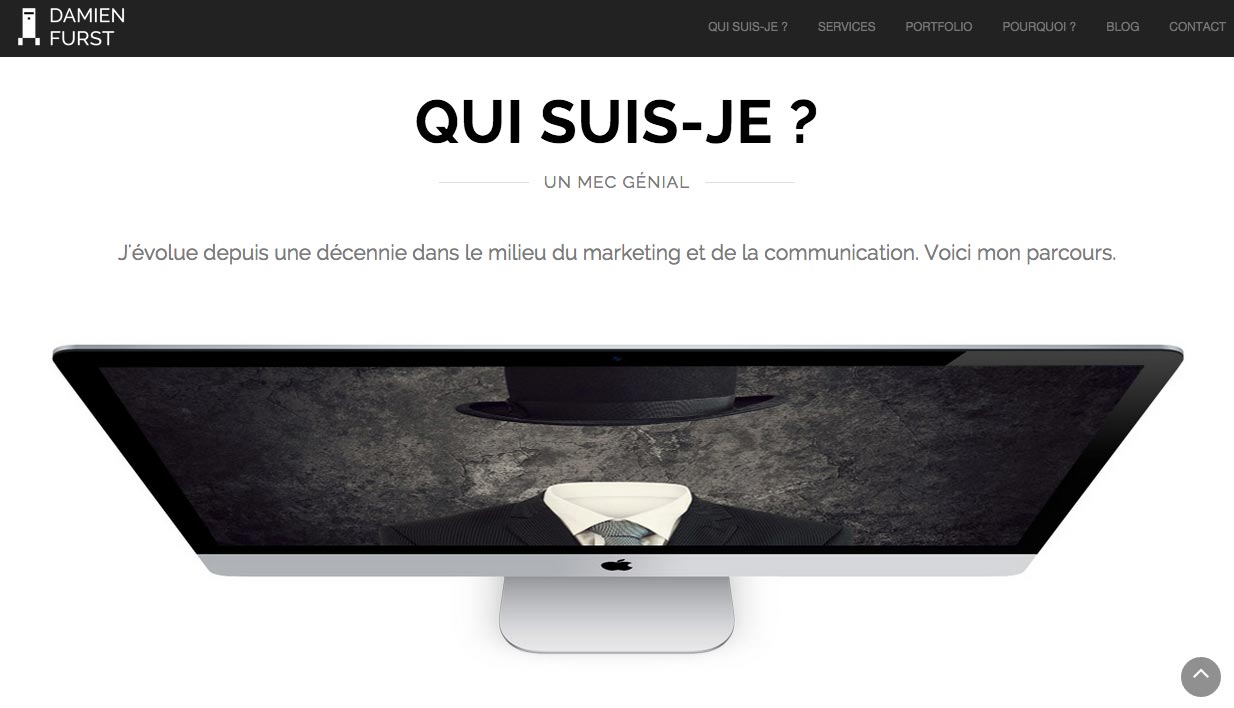 DAMIEN
FURST
QUI SUIS-JE ? SERVICES PORTFOLIO POURQUOI ? BLOG CONTACT
QUI SUIS-JE ?
UN MEC GÉNIAL
J'évolue depuis une décennie dans le milieu du marketing et de la communication. Voici mon parcours.